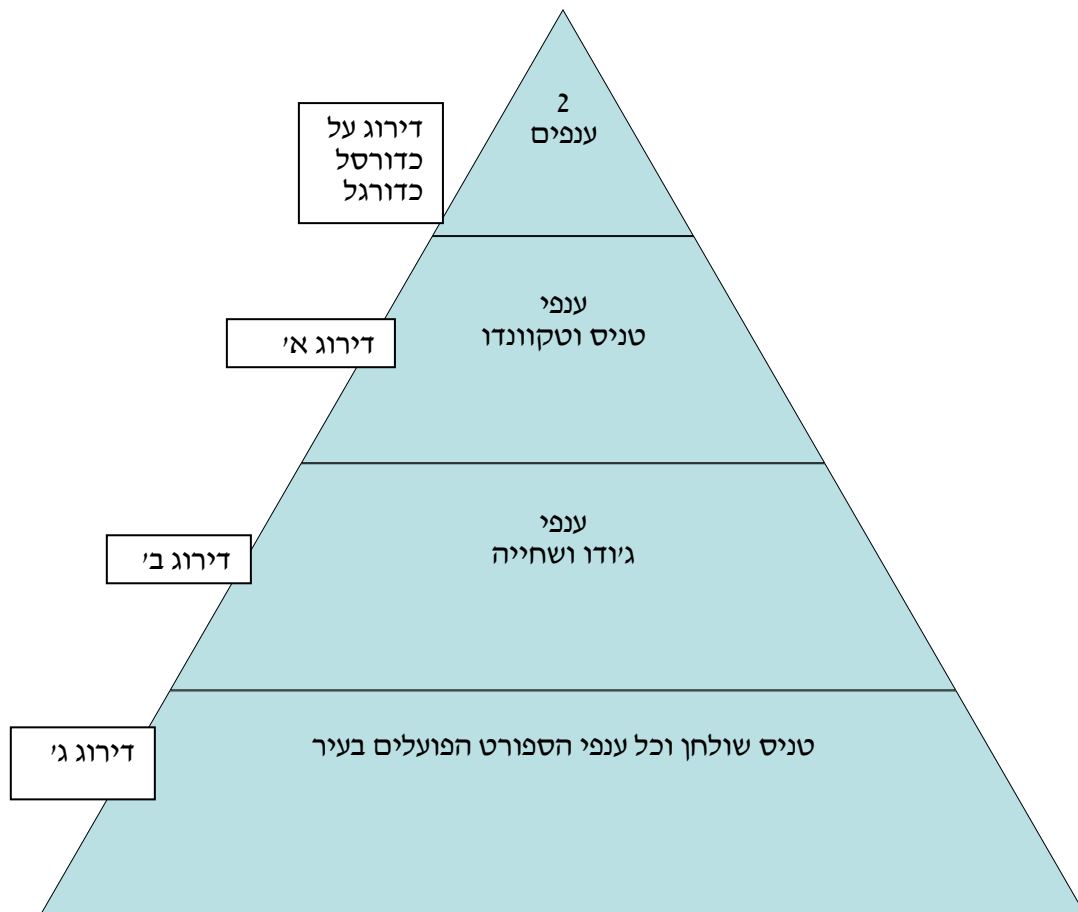 2
ענפים
דירוג על
כדורסל
כדורגל
ענפי
טניס וטקוונדו
דירוג א'
ענפי
ג'ודו ושחייה
דירוג ב'
טניס שולחן וכל ענפי הספורט הפועלים בעיר
דירוג ג'